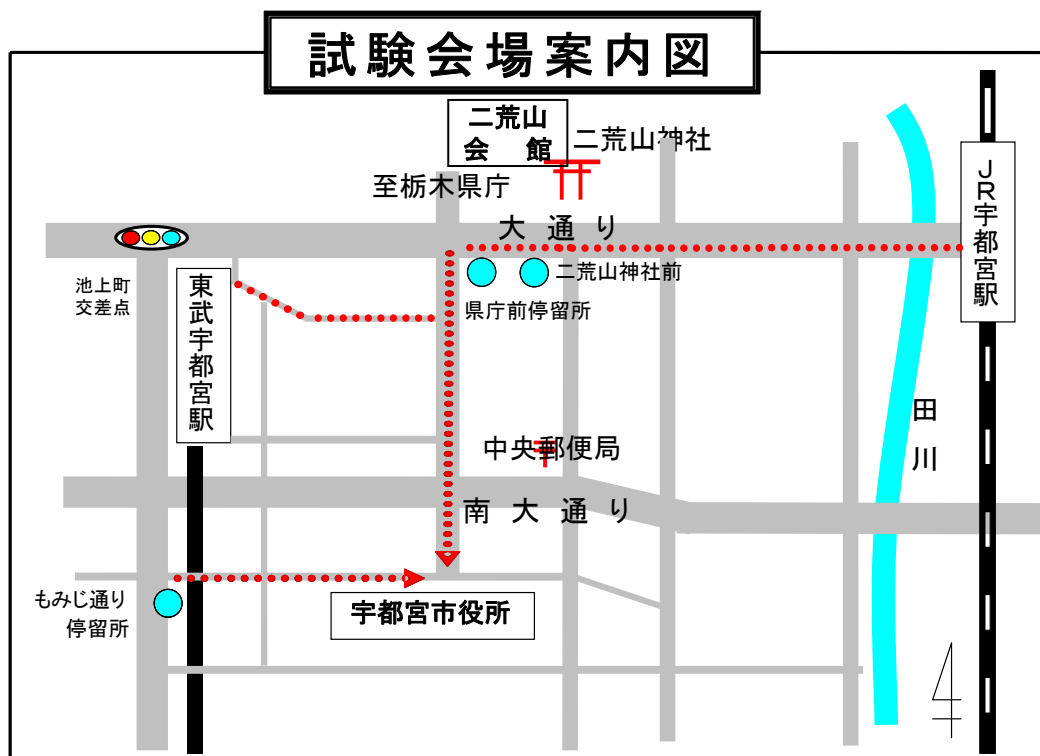 試験会場案内図
二荒山
会　館
二荒山神社
至栃木県庁
大通り
JR宇都宮駅
池上町
交差点
東武宇都宮駅
二荒山神社前
県庁前停留所
田川
中央郵便局
南大通り
もみじ通り
停留所
宇都宮市役所